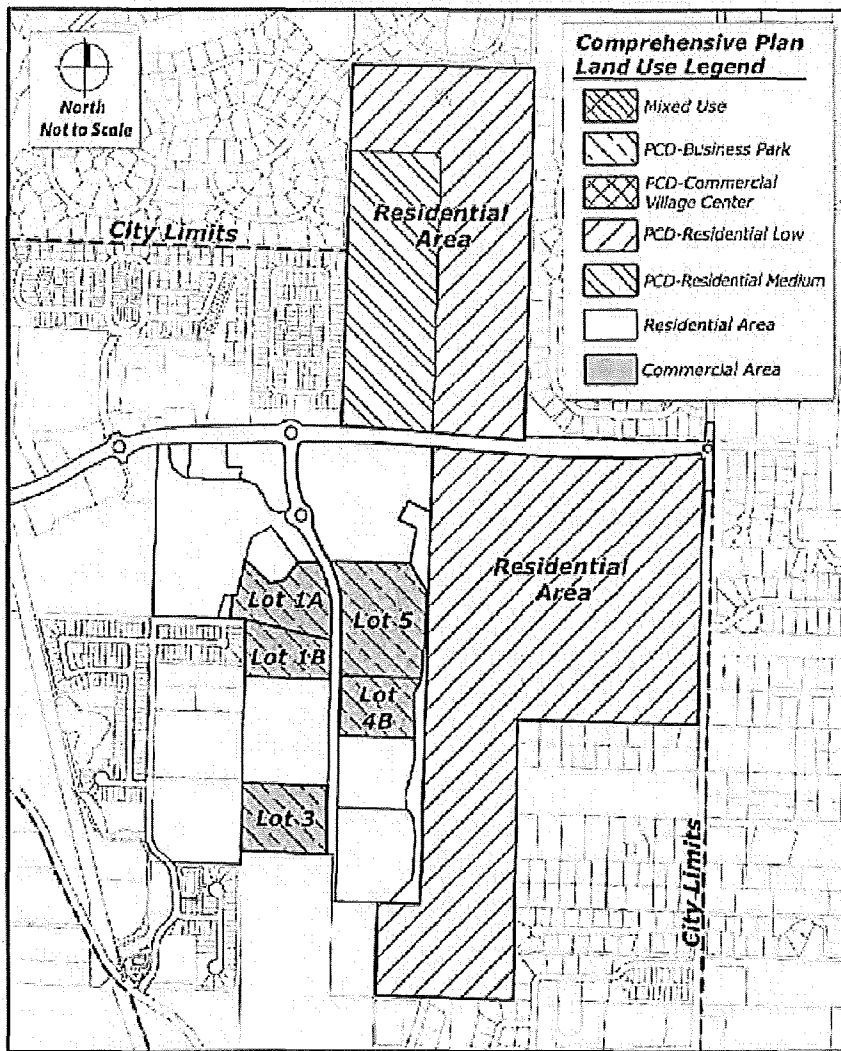 Comprehensive Plan
Land Use Legend
Mixed Use
PCD-Business Park
PCD-Commercial
Village Center
PCD-Residential Low
PCD-Residential Medium
Residential Area
Commercial Area
North
Not to Scale
City Limits
Residential
Area
Residential
Area
Lot 1A
Lot 5
Lot 1B
Lot
4B
Lot 3
City Limits